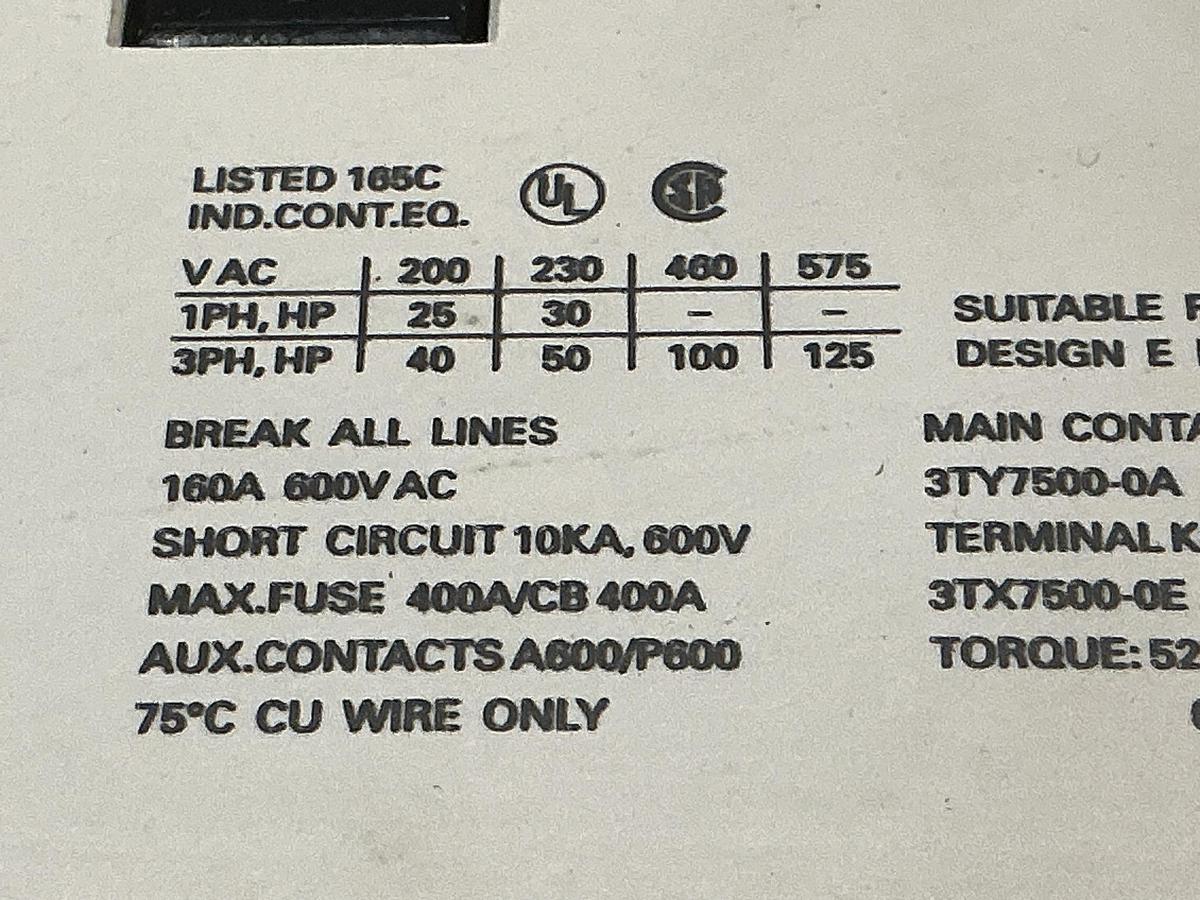 LISTED 165C
IND.CONT.EQ.
UL
V AC 200 230 460 575
1PH, HP 25 30 – –
3PH, HP 40 50 100 125
BREAK ALL LINES
160A 600V AC
SHORT CIRCUIT 10KA, 600V
MAX.FUSE 400A/CB 400A
AUX.CONTACTS A600/P600
75°C CU WIRE ONLY
SUITABLE
DESIGN E
MAIN CONTA
3TY7500-0A
TERMINAL K
3TX7500-0E
TORQUE: 52